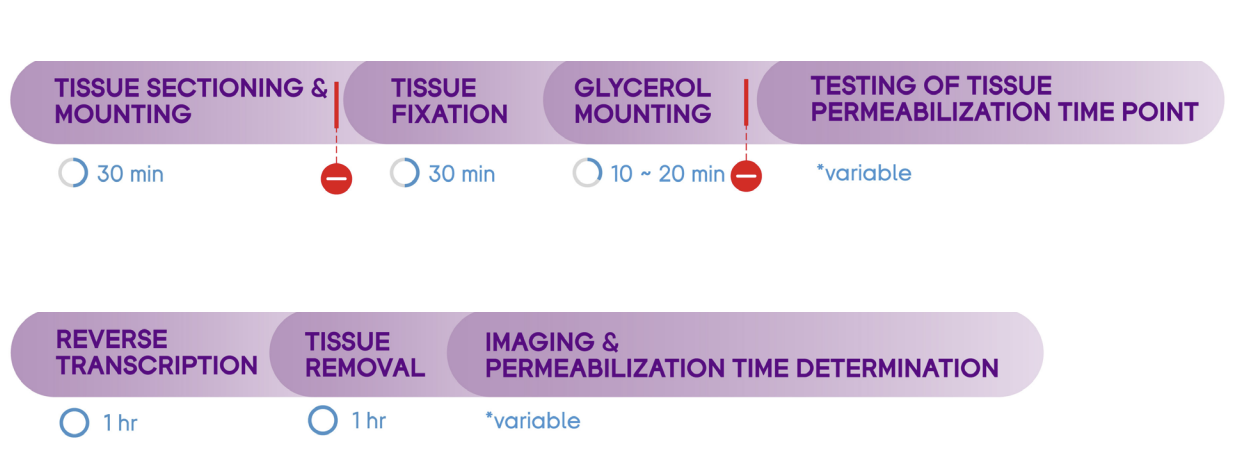 TISSUE SECTIONING &
MOUNTING
30 min
TISSUE
FIXATION
30 min
GLYCEROL
MOUNTING
10 ~ 20 min
TESTING OF TISSUE
PERMEABILIZATION TIME POINT
*variable
REVERSE
TRANSCRIPTION
1 hr
TISSUE
REMOVAL
1 hr
IMAGING &
PERMEABILIZATION TIME DETERMINATION
*variable